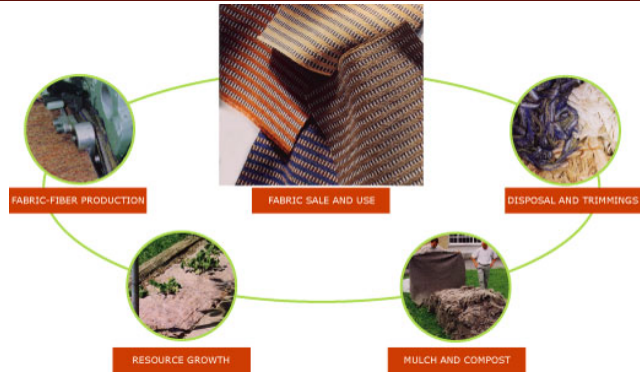 FABRIC-FIBER PRODUCTION
FABRIC SALE AND USE
DISPOSAL AND TRIMMINGS
RESOURCE GROWTH
MULCH AND COMPOST